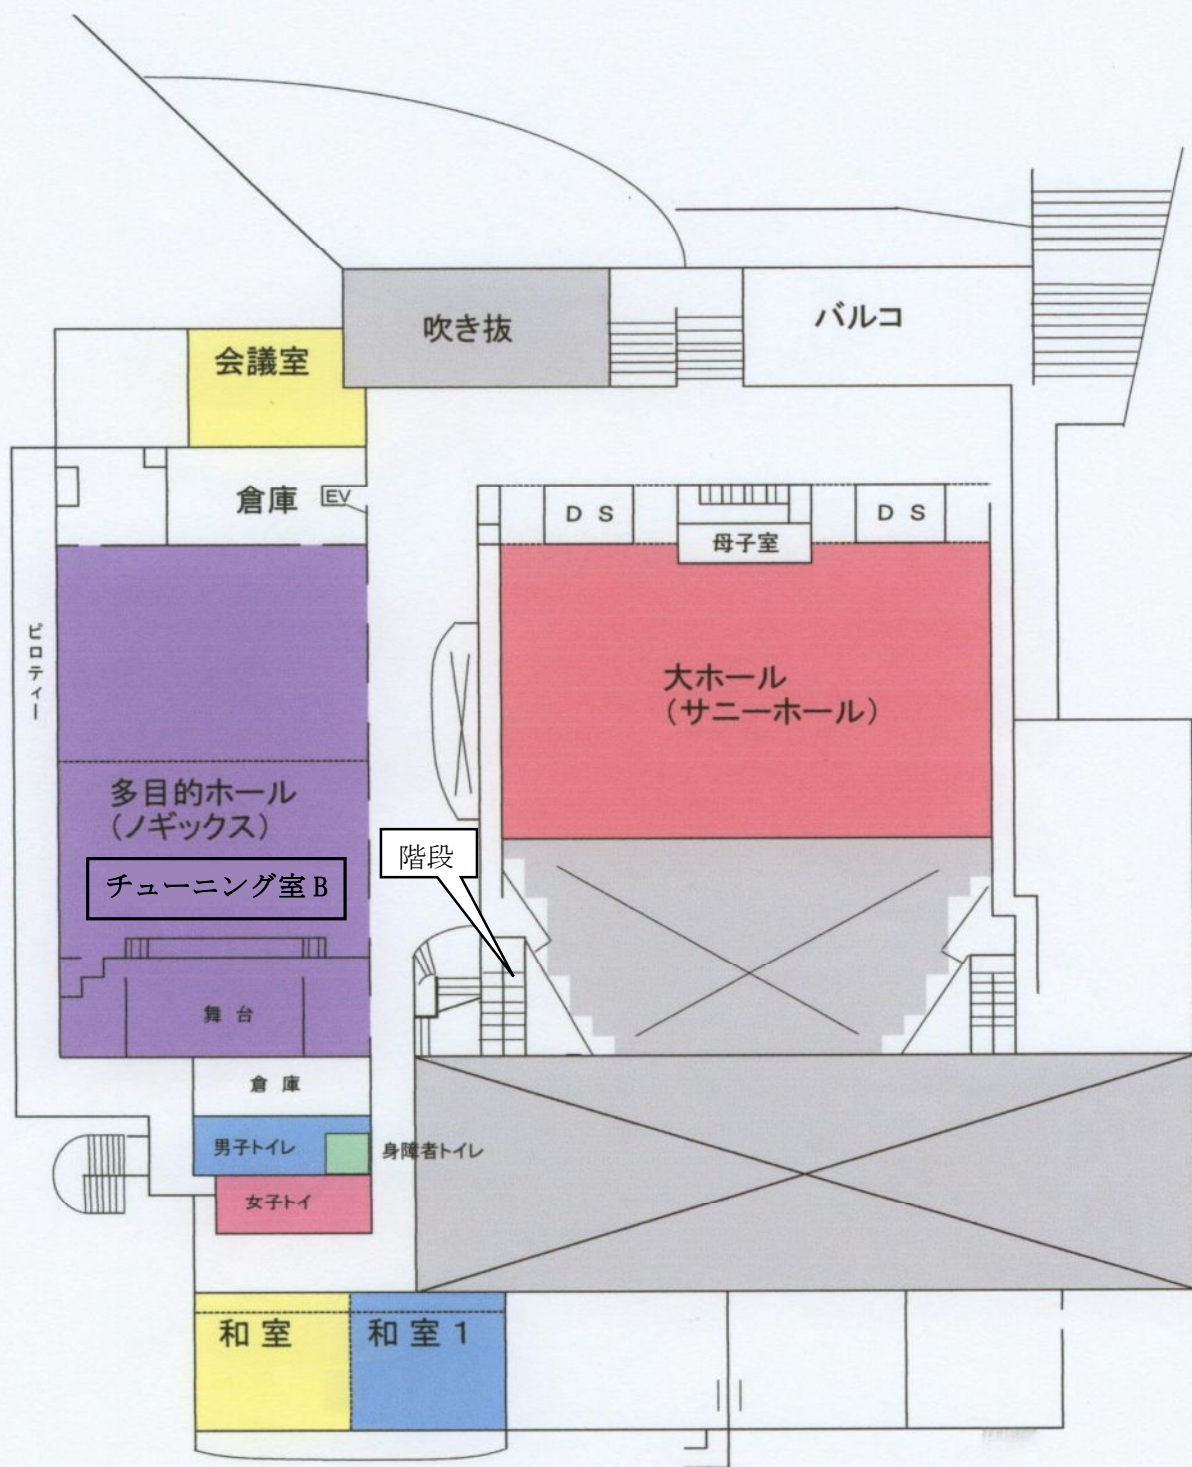 吹き抜
バルコ
会議室
倉庫
EV
D S
D S
母子室
ピロティー
大ホール
（サニーホール）
多目的ホール
（ノギックス）
階段
チューニング室 B
舞 台
倉 庫
男子トイレ
身障者トイレ
女子トイ
和 室
和 室 1